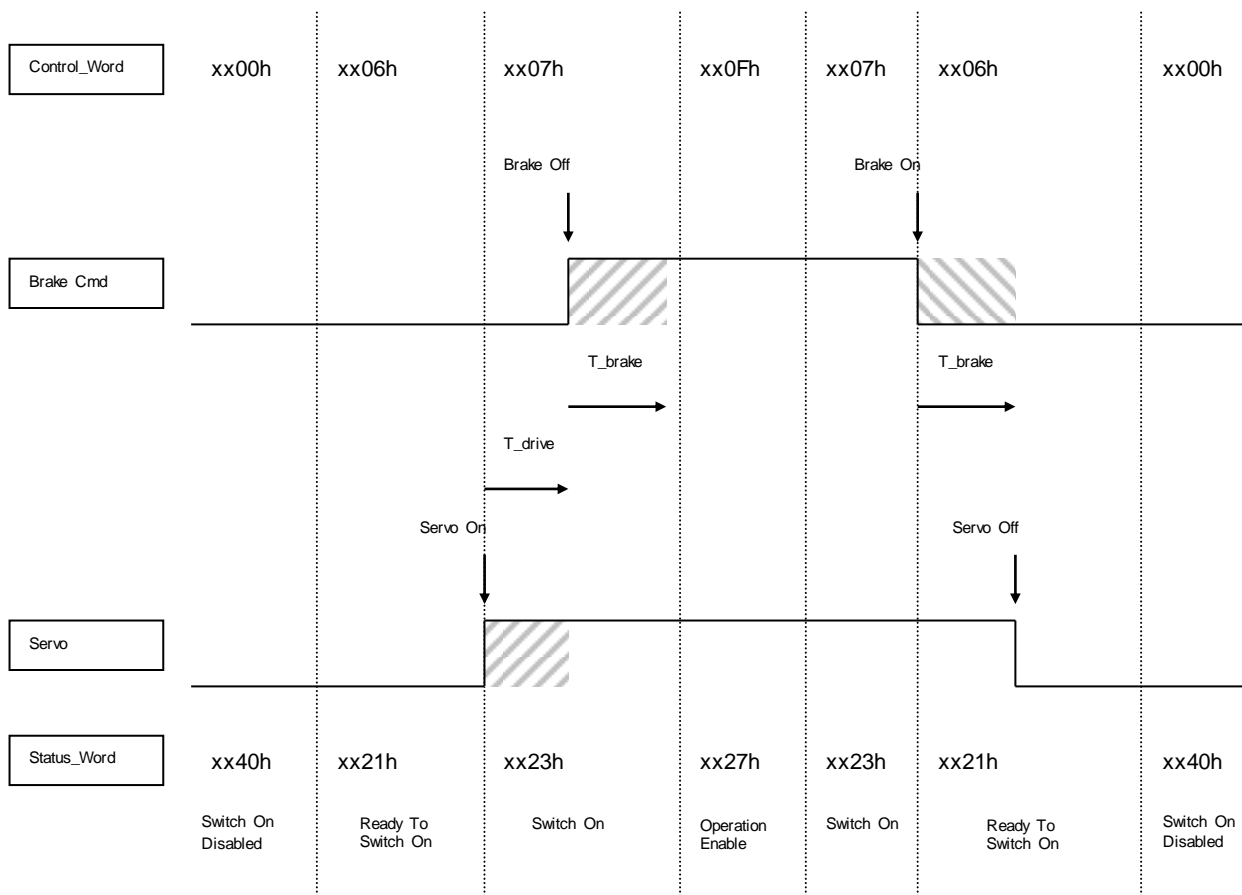 Control_Word xx00h xx06h xx07h xx0Fh xx07h xx06h xx00h
Brake Off Brake On
Brake Cmd
T_brake T_brake
T_drive
Servo On Servo Off
Servo
Status_Word xx40h xx21h xx23h xx27h xx23h xx21h xx40h
Switch On
Disabled
Ready To
Switch On
Switch On
Operation
Enable
Switch On
Ready To
Switch On
Switch On
Disabled